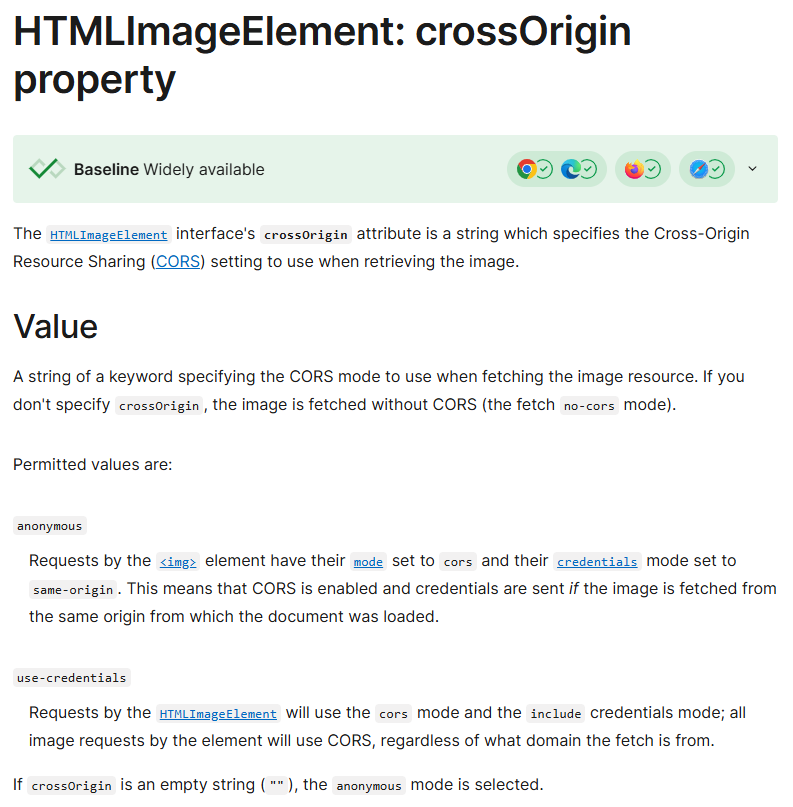 HTMLImageElement: crossOrigin
property
Baseline Widely available
The HTMLImageElement interface's crossOrigin attribute is a string which specifies the Cross-Origin
Resource Sharing (CORS) setting to use when retrieving the image.
Value
A string of a keyword specifying the CORS mode to use when fetching the image resource. If you
don't specify crossOrigin, the image is fetched without CORS (the fetch no-cors mode).
Permitted values are:
anonymous
Requests by the <img> element have their mode set to cors and their credentials mode set to
same-origin. This means that CORS is enabled and credentials are sent if the image is fetched from
the same origin from which the document was loaded.
use-credentials
Requests by the HTMLImageElement will use the cors mode and the include credentials mode; all
image requests by the element will use CORS, regardless of what domain the fetch is from.
If crossOrigin is an empty string (""), the anonymous mode is selected.